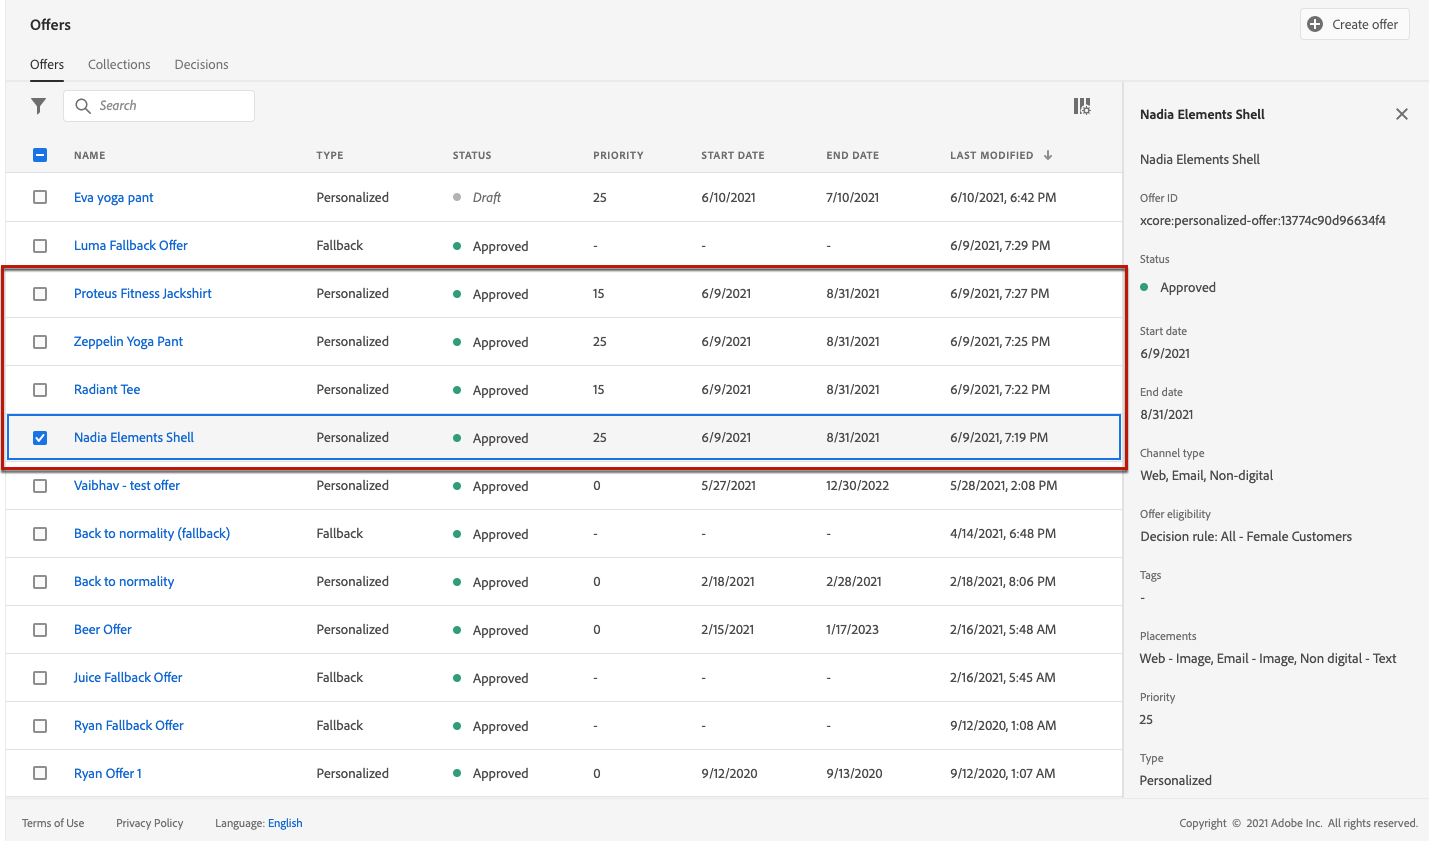 Offers
Create offer
Offers Collections Decisions
Search
NAME TYPE STATUS PRIORITY START DATE END DATE LAST MODIFIED
Eva yoga pant Personalized Draft 25 6/10/2021 7/10/2021 6/10/2021, 6:42 PM
Luma Fallback Offer Fallback Approved - - - 6/9/2021, 7:29 PM
Proteus Fitness Jackshirt Personalized Approved 15 6/9/2021 8/31/2021 6/9/2021, 7:27 PM
Zeppelin Yoga Pant Personalized Approved 25 6/9/2021 8/31/2021 6/9/2021, 7:25 PM
Radiant Tee Personalized Approved 15 6/9/2021 8/31/2021 6/9/2021, 7:22 PM
Nadia Elements Shell Personalized Approved 25 6/9/2021 8/31/2021 6/9/2021, 7:19 PM
Vaibhav - test offer Personalized Approved 0 5/27/2021 12/30/2022 5/28/2021, 2:08 PM
Back to normality (fallback) Fallback Approved - - - 4/14/2021, 6:48 PM
Back to normality Personalized Approved 0 2/18/2021 2/28/2021 2/18/2021, 8:06 PM
Beer Offer Personalized Approved 0 2/15/2021 1/17/2023 2/16/2021, 5:48 AM
Juice Fallback Offer Fallback Approved - - - 2/16/2021, 5:45 AM
Ryan Fallback Offer Fallback Approved - - - 9/12/2020, 1:08 AM
Ryan Offer 1 Personalized Approved 0 9/12/2020 9/13/2020 9/12/2020, 1:07 AM
Nadia Elements Shell
Nadia Elements Shell
Offer ID
xcore:personalized-offer:13774c90d96634f4
Status
Approved
Start date
6/9/2021
End date
8/31/2021
Channel type
Web, Email, Non-digital
Offer eligibility
Decision rule: All - Female Customers
Tags
-
Placements
Web - Image, Email - Image, Non digital - Text
Priority
25
Type
Personalized
Terms of Use Privacy Policy Language: English Copyright © 2021 Adobe Inc. All rights reserved.